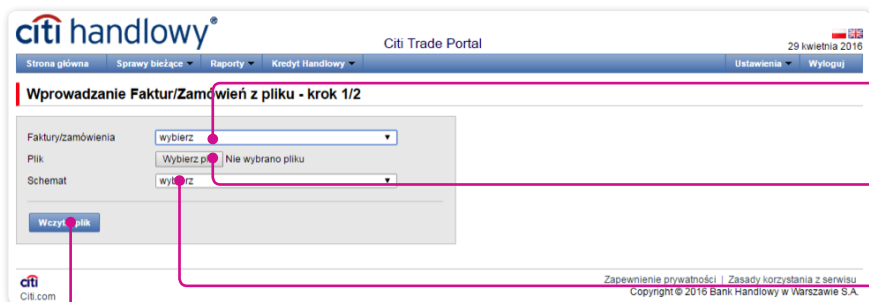 citi handlowy®
Citi Trade Portal
29 kwietnia 2016
Strona główna Sprawy bieżące Raporty Kredyt Handlowy Ustawienia Wyloguj
Wprowadzanie Faktur/Zamówień z pliku - krok 1/2
Faktury/zamówienia wybierz
Plik Wybierz plik Nie wybrano pliku
Schemat wybierz
Wczytaj plik
citi
Citi.com
Zapewnienie prywatności | Zasady korzystania z serwisu
Copyright © 2016 Bank Handlowy w Warszawie S.A.